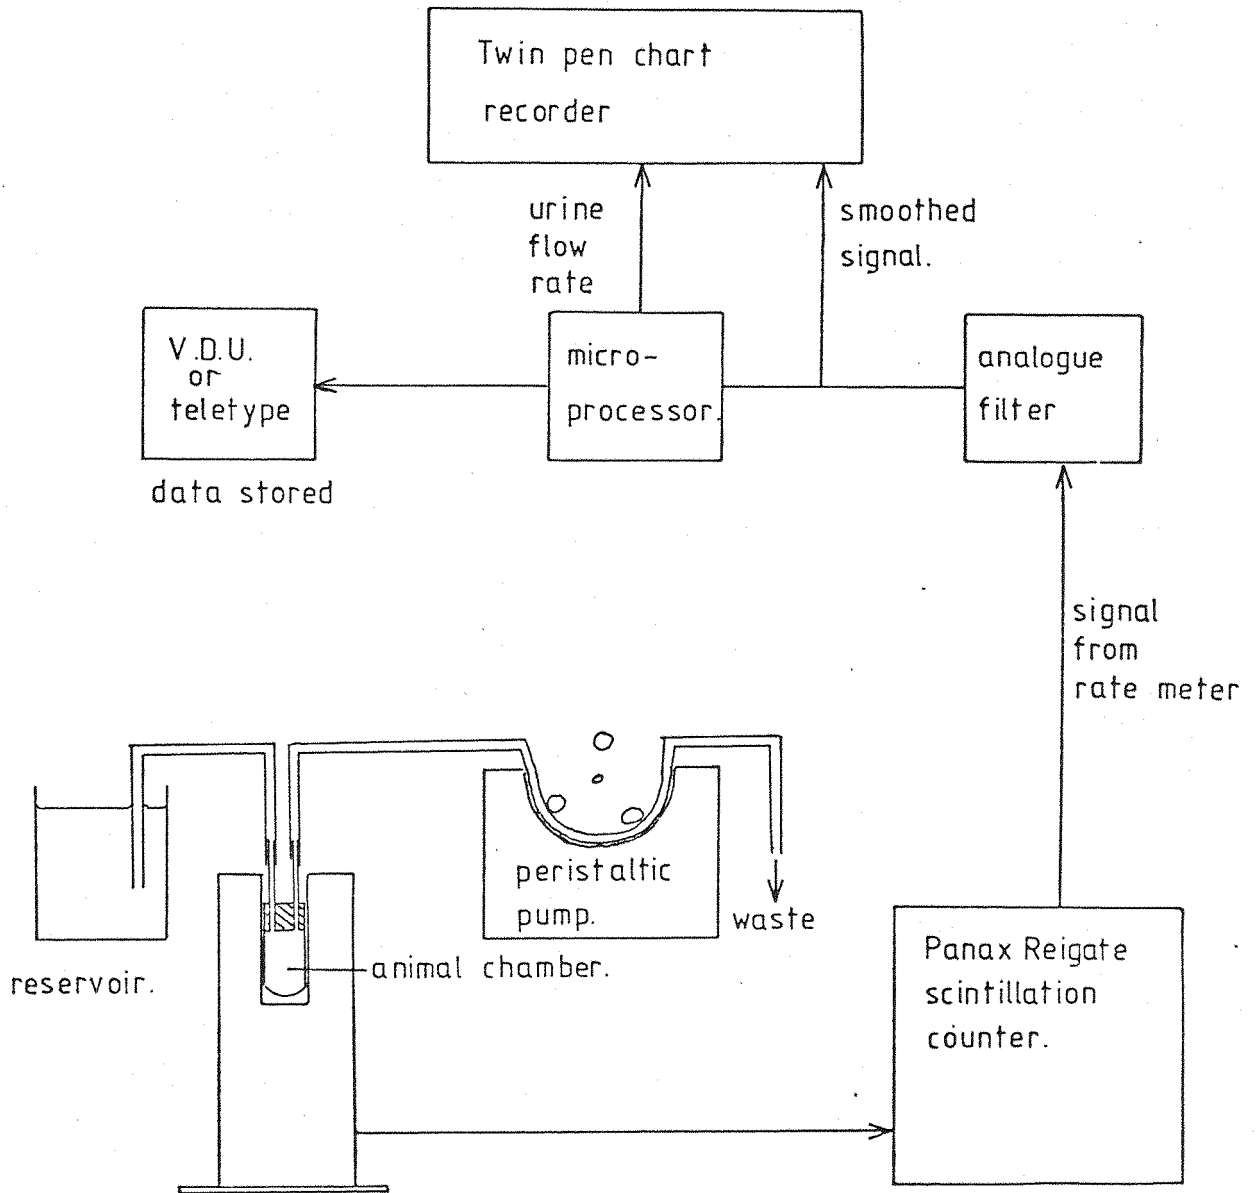 Twin pen chart
recorder
urine
flow
rate
smoothed
signal.
V.D.U.
or
teletype
data stored
micro-
processor.
analogue
filter
signal
from
rate meter
reservoir.
animal chamber.
peristaltic
pump.
waste
Panax Reigate
scintillation
counter.